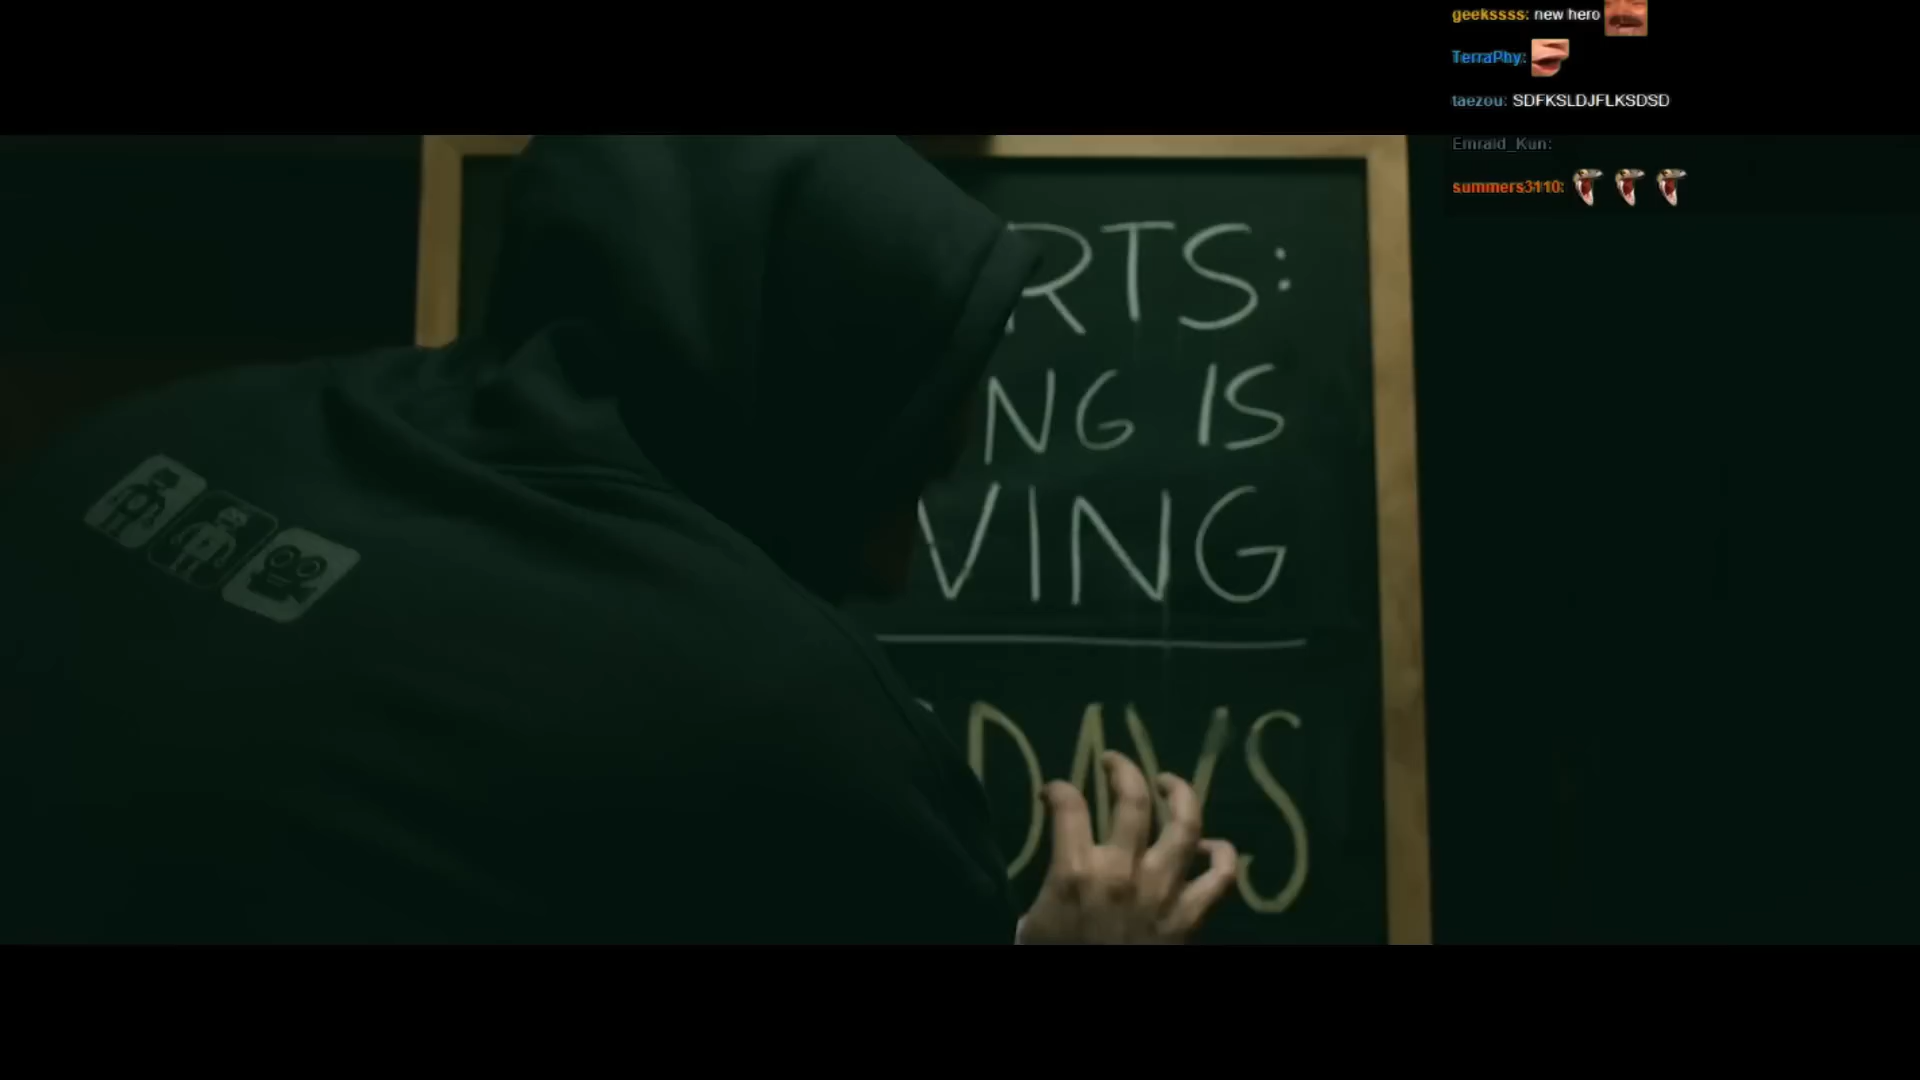 geekssss: new hero
TerraPhy:
taezou: SDFKSLDJFLKSDSD
Emrald_Kun:
summers3110:
RTS:
NG IS
VING
DAYS